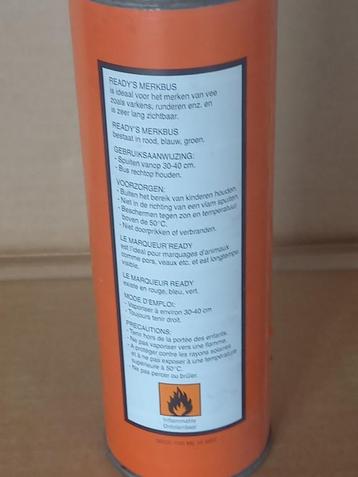 READY'S MERKBUS
is ideaal voor het merken van vee
zoals varkens, runderen enz. en
is zeer lang zichtbaar.
READY'S MERKBUS
bestaat in rood, blauw, groen.
GEBRUIKSAANWIJZING:
- Spuiten vanop 30-40 cm.
- Bus rechtop houden.
VOORZORGEN:
- Buiten het bereik van kinderen houden.
- Niet in de richting van een vlam spuiten.
- Beschermen tegen zon en temperatuur
boven de 50°C.
- Niet doorprikken of verbranden.
LE MARQUEUR READY
est l'ideal pour marquages d'animaux
comme pors, veaux etc. et est longtemps
visible.
LE MARQUEUR READY
existe en rouge, bleu, vert.
MODE D'EMPLOI:
- Vaporiser à environ 30-40 cm
- Toujours tenir droit.
PRECAUTIONS:
- Tenir hors de la portée des enfants.
- Ne pas vaporiser vers une flamme.
- A protéger contre les rayons solaires
et à ne pas exposer à une température
supérieure à 50°C.
- Ne pas percer ou brûler.
Inflammable
Ontvlambaar